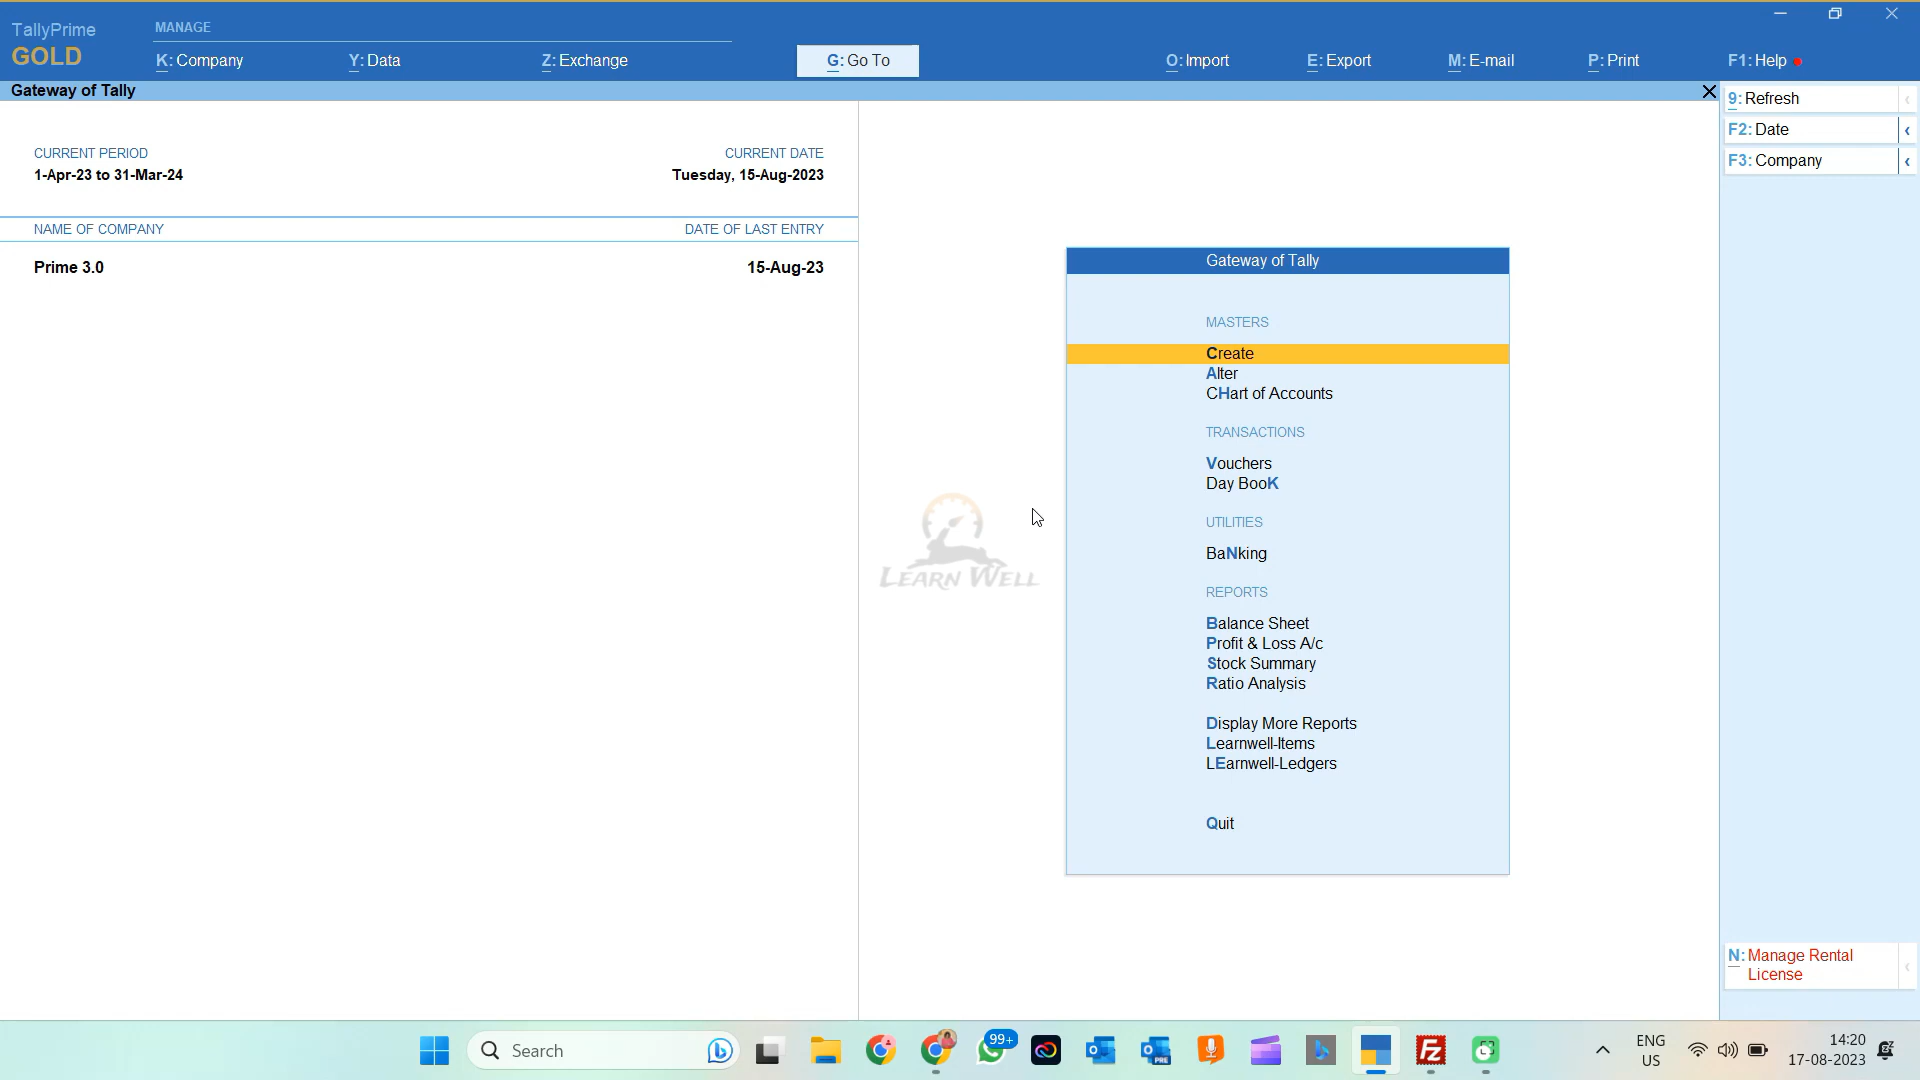 TallyPrime
GOLD
MANAGE
K: Company
Y: Data
Z: Exchange
G: Go To
O: Import
E: Export
M: E-mail
P: Print
F1: Help
Gateway of Tally
9: Refresh
F2: Date
F3: Company
CURRENT PERIOD
CURRENT DATE
1-Apr-23 to 31-Mar-24
Tuesday, 15-Aug-2023
NAME OF COMPANY
DATE OF LAST ENTRY
Prime 3.0
15-Aug-23
Gateway of Tally
MASTERS
Create
Alter
CHart of Accounts
TRANSACTIONS
Vouchers
Day BooK
UTILITIES
BaNking
REPORTS
Balance Sheet
Profit & Loss A/c
Stock Summary
Ratio Analysis
Display More Reports
Learnwell-Items
LEarnwell-Ledgers
Quit
LEARN WELL
N: Manage Rental
License
Search
99+
PRE
Fz
ENG
US
14:20
17-08-2023